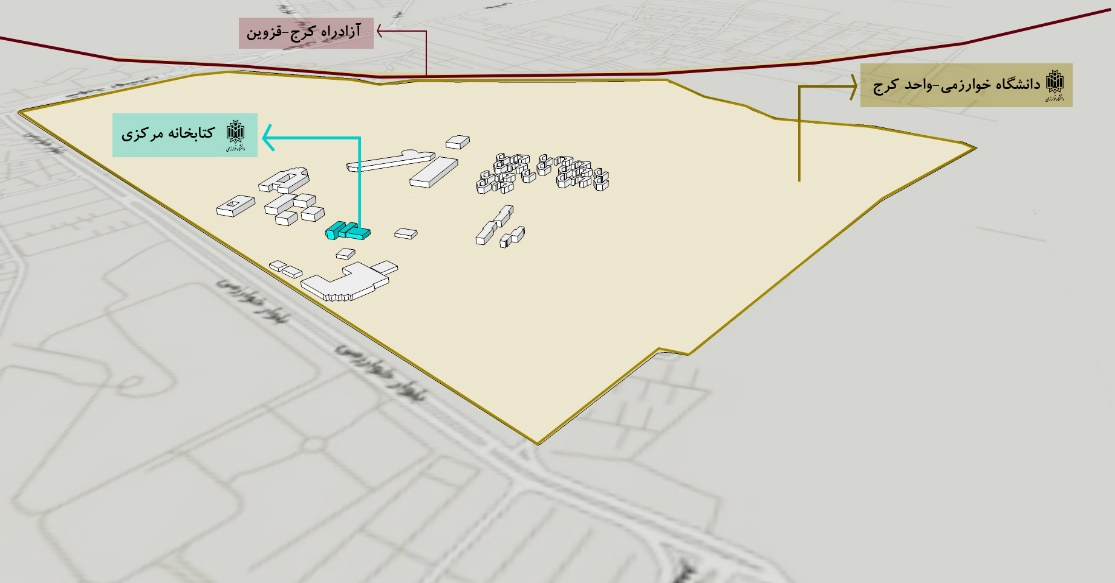 آزادراه کرج-قزوین
دانشگاه خوارزمی-واحد کرج
کتابخانه مرکزی
بلوار خوارزمی
بلوار خوارزمی